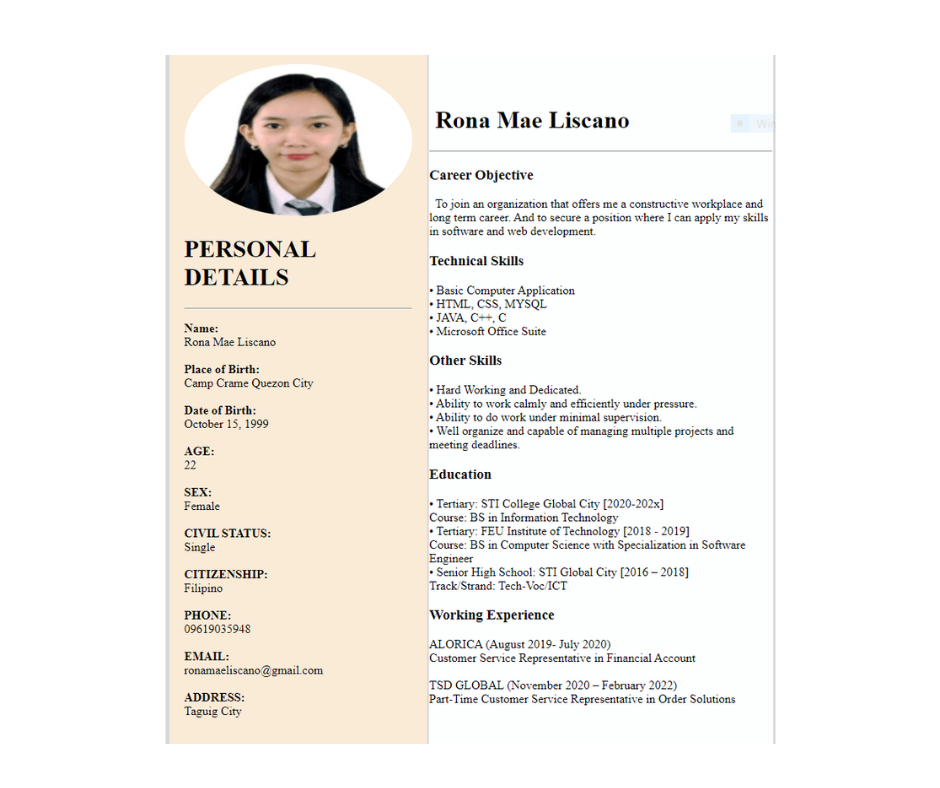 PERSONAL
DETAILS
Name:
Rona Mae Liscano
Place of Birth:
Camp Crame Quezon City
Date of Birth:
October 15, 1999
AGE:
22
SEX:
Female
CIVIL STATUS:
Single
CITIZENSHIP:
Filipino
PHONE:
09619035948
EMAIL:
ronamaeliscano@gmail.com
ADDRESS:
Taguig City
Rona Mae Liscano
Career Objective
To join an organization that offers me a constructive workplace and
long term career. And to secure a position where I can apply my skills
in software and web development.
Technical Skills
• Basic Computer Application
• HTML, CSS, MYSQL
• JAVA, C++, C
• Microsoft Office Suite
Other Skills
• Hard Working and Dedicated.
• Ability to work calmly and efficiently under pressure.
• Ability to do work under minimal supervision.
• Well organize and capable of managing multiple projects and
meeting deadlines.
Education
• Tertiary: STI College Global City [2020-202x]
Course: BS in Information Technology
• Tertiary: FEU Institute of Technology [2018 - 2019]
Course: BS in Computer Science with Specialization in Software
Engineer
• Senior High School: STI Global City [2016 – 2018]
Track/Strand: Tech-Voc/ICT
Working Experience
ALORICA (August 2019- July 2020)
Customer Service Representative in Financial Account
TSD GLOBAL (November 2020 – February 2022)
Part-Time Customer Service Representative in Order Solutions